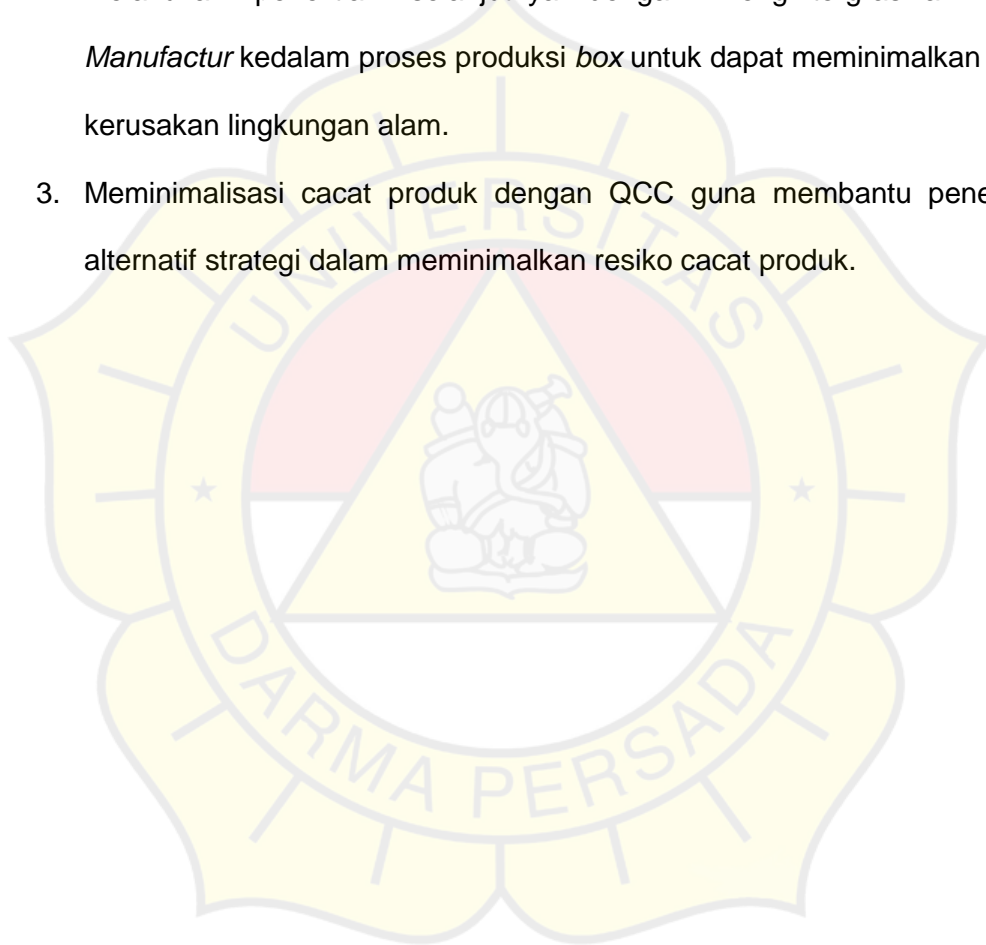 Manufactur kedalam proses produksi box untuk dapat meminimalkan
kerusakan lingkungan alam.
3. Meminimalisasi cacat produk dengan QCC guna membantu pene
alternatif strategi dalam meminimalkan resiko cacat produk.
UNIVERSITAS
DARMA PERSADA